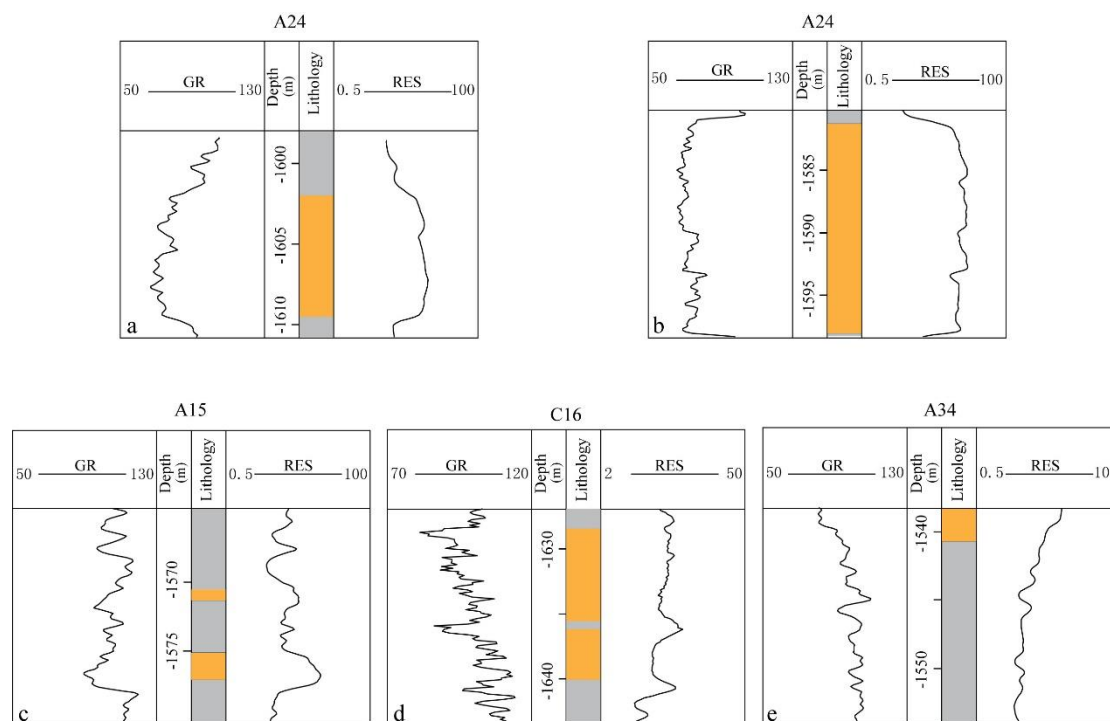 A24
GR
50 130
Depth
(m)
Lithology
RES
0.5 100
-1600
-1605
-1610
a
A24
GR
50 130
Depth
(m)
Lithology
RES
0.5 100
-1585
-1590
-1595
b
A15
GR
50 130
Depth
(m)
Lithology
RES
0.5 100
-1570
-1575
c
C16
GR
70 120
Depth
(m)
Lithology
RES
2 50
-1630
-1640
d
A34
GR
50 130
Depth
(m)
Lithology
RES
0.5 10
-1540
-1550
e